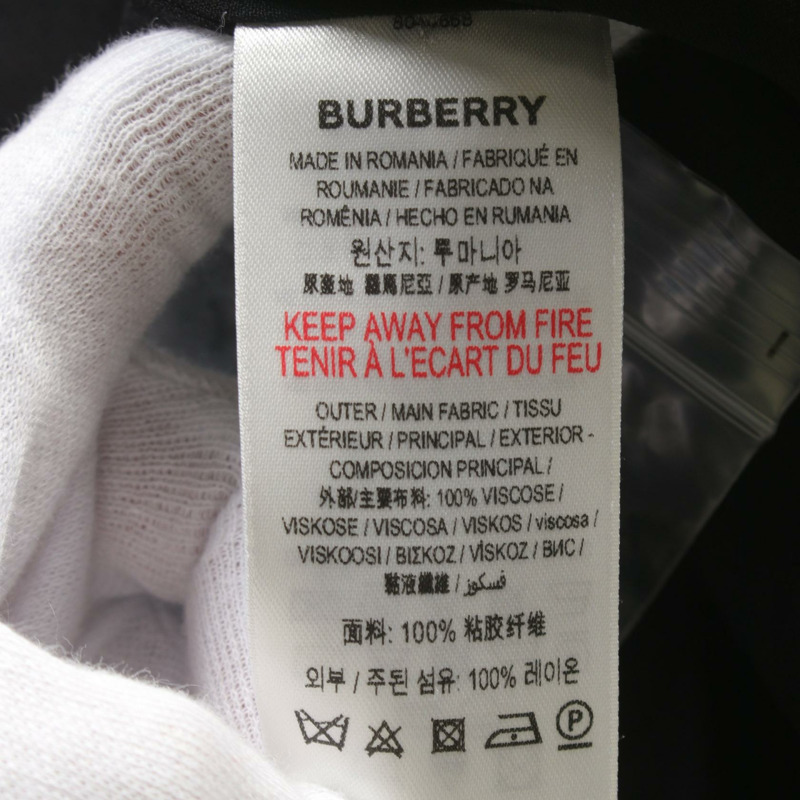 BURBERRY
MADE IN ROMANIA / FABRIQUÉ EN
ROUMANIE / FABRICADO NA
ROMÊNIA / HECHO EN RUMANIA
원산지: 루마니아
原產地 羅馬尼亞 / 原产地 罗马尼亚
KEEP AWAY FROM FIRE
TENIR À L'ECART DU FEU
OUTER / MAIN FABRIC / TISSU
EXTÉRIEUR / PRINCIPAL / EXTERIOR -
COMPOSICION PRINCIPAL /
外部/主要布料: 100% VISCOSE /
VISKOSE / VISCOSA / VISKOS / viscosa /
VISKOOSI / ΒΙΣΚΟΖ / VİSKOZ / ВИС /
黏液纖維 / فسكوز
面料: 100% 粘胶纤维
외부 / 주된 섬유: 100% 레이온
P